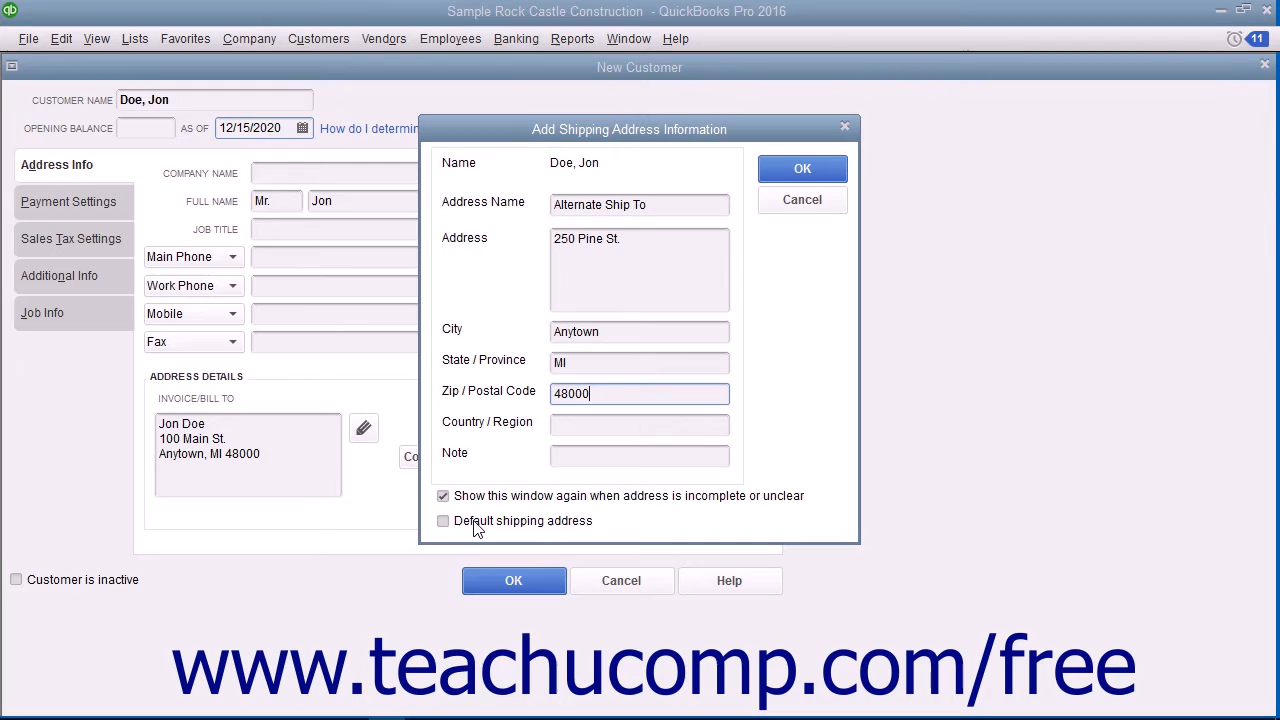 Sample Rock Castle Construction - QuickBooks Pro 2016
File Edit View Lists Favorites Company Customers Vendors Employees Banking Reports Window Help
11
New Customer
CUSTOMER NAME Doe, Jon
OPENING BALANCE AS OF 12/15/2020 How do I determin
Address Info
Payment Settings
Sales Tax Settings
Additional Info
Job Info
COMPANY NAME
FULL NAME Mr. Jon
JOB TITLE
Main Phone
Work Phone
Mobile
Fax
ADDRESS DETAILS
INVOICE/BILL TO
Jon Doe
100 Main St.
Anytown, MI 48000
Co
Add Shipping Address Information
Name Doe, Jon
Address Name Alternate Ship To
Address 250 Pine St.
City Anytown
State / Province MI
Zip / Postal Code 48000
Country / Region
Note
OK
Cancel
Show this window again when address is incomplete or unclear
Default shipping address
Customer is inactive
OK Cancel Help
www.teachucomp.com/free